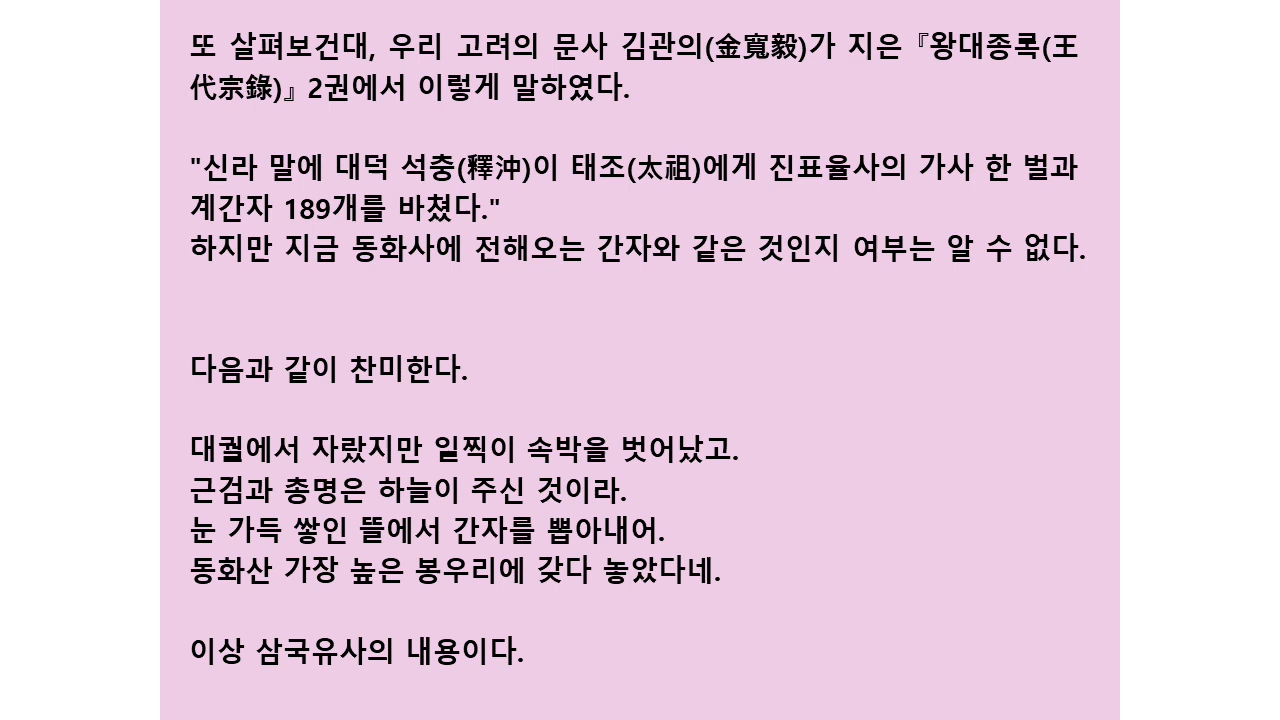 또 살펴보건대, 우리 고려의 문사 김관의(金寬毅)가 지은 『왕대종록(王
代宗錄)』 2권에서 이렇게 말하였다.
"신라 말에 대덕 석충(釋沖)이 태조(太祖)에게 진표율사의 가사 한 벌과
계간자 189개를 바쳤다."
하지만 지금 동화사에 전해오는 간자와 같은 것인지 여부는 알 수 없다.
다음과 같이 찬미한다.
대궐에서 자랐지만 일찍이 속박을 벗어났고.
근검과 총명은 하늘이 주신 것이라.
눈 가득 쌓인 뜰에서 간자를 뽑아내어.
동화산 가장 높은 봉우리에 갖다 놓았다네.
이상 삼국유사의 내용이다.